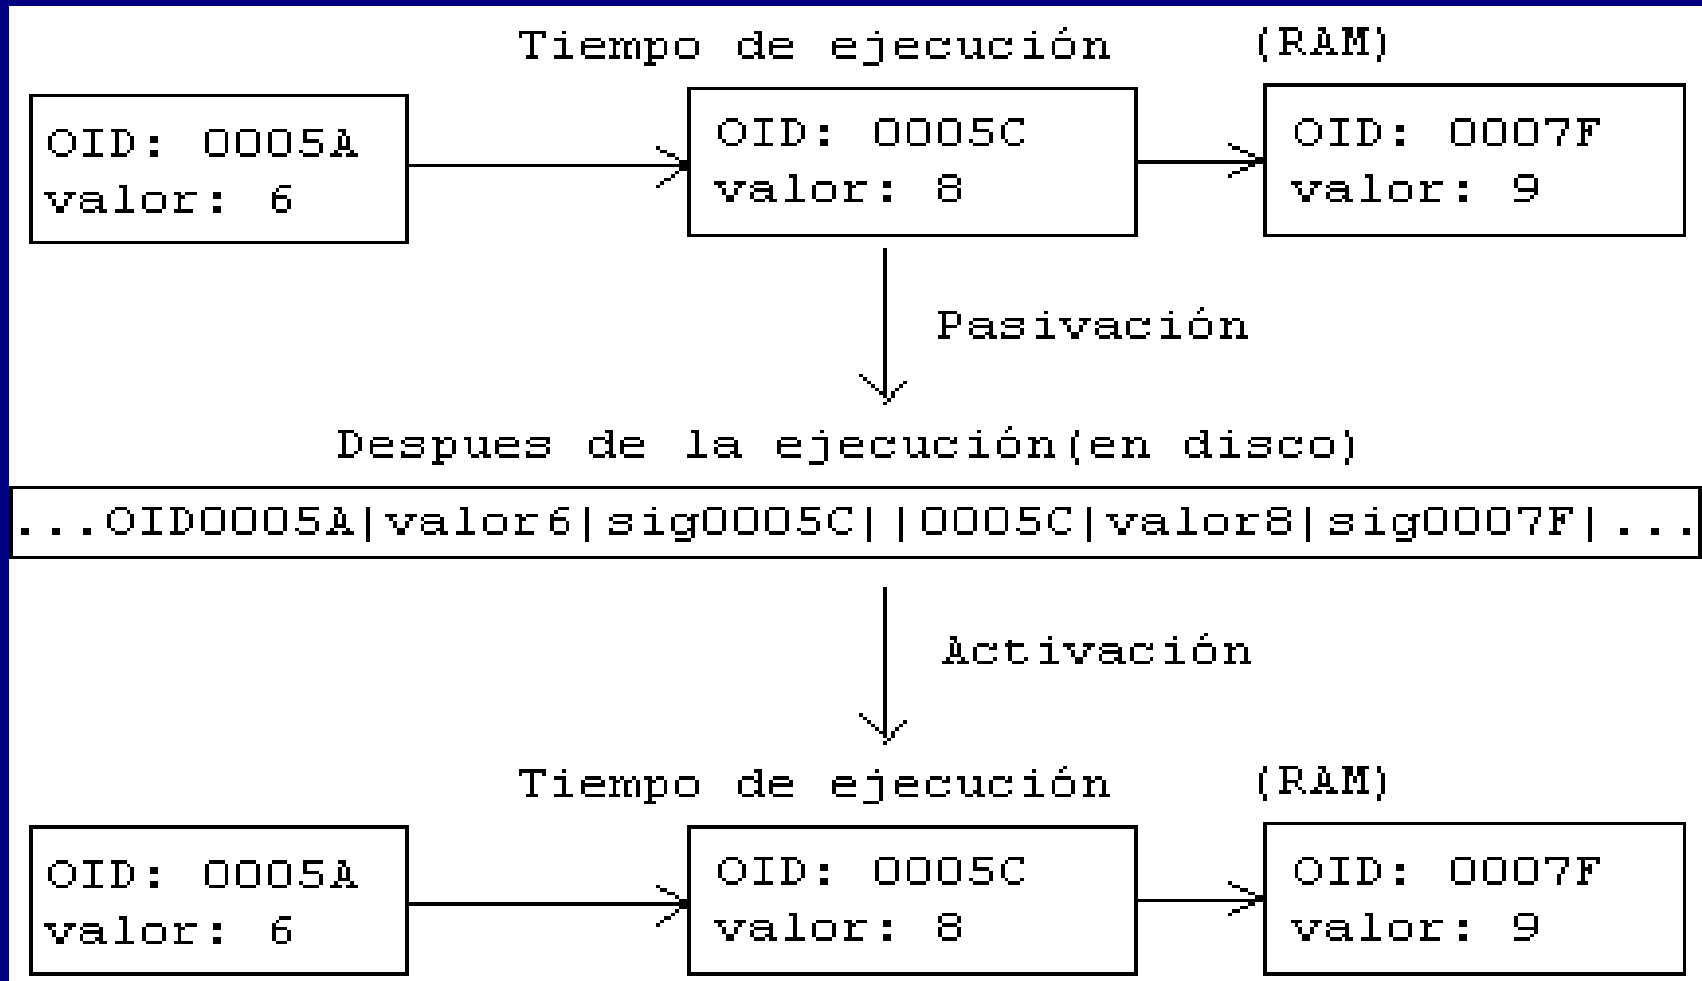 Tiempo de ejecución (RAM)
OID: 0005A
valor: 6
OID: 0005C
valor: 8
OID: 0007F
valor: 9
Pasivación
Despues de la ejecución(en disco)
...OID0005A|valor6|sig0005C||0005C|valor8|sig0007F|...
Activación
Tiempo de ejecución (RAM)
OID: 0005A
valor: 6
OID: 0005C
valor: 8
OID: 0007F
valor: 9